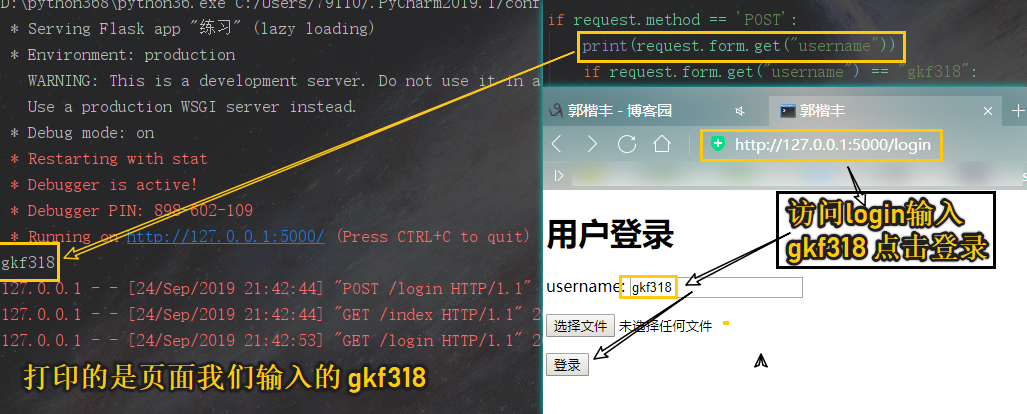 D:\python368\python36.exe C:/Users/79110/.PyCharm2019.1/conf
* Serving Flask app "练习" (lazy loading)
* Environment: production
WARNING: This is a development server. Do not use it in a
Use a production WSGI server instead.
* Debug mode: on
* Restarting with stat
* Debugger is active!
* Debugger PIN: 898-602-109
* Running on http://127.0.0.1:5000/ (Press CTRL+C to quit)
gkf318
127.0.0.1 - - [24/Sep/2019 21:42:44] "POST /login HTTP/1.1"
127.0.0.1 - - [24/Sep/2019 21:42:44] "GET /index HTTP/1.1" 2
127.0.0.1 - - [24/Sep/2019 21:42:53] "GET /login HTTP/1.1" 2
打印的是页面我们输入的 gkf318
if request.method == 'POST':
print(request.form.get("username"))
if request.form.get("username") == "gkf318":
郭楷丰 - 博客园
郭楷丰
http://127.0.0.1:5000/login
访问login输入
gkf318 点击登录
用户登录
username: gkf318
选择文件 未选择任何文件
登录